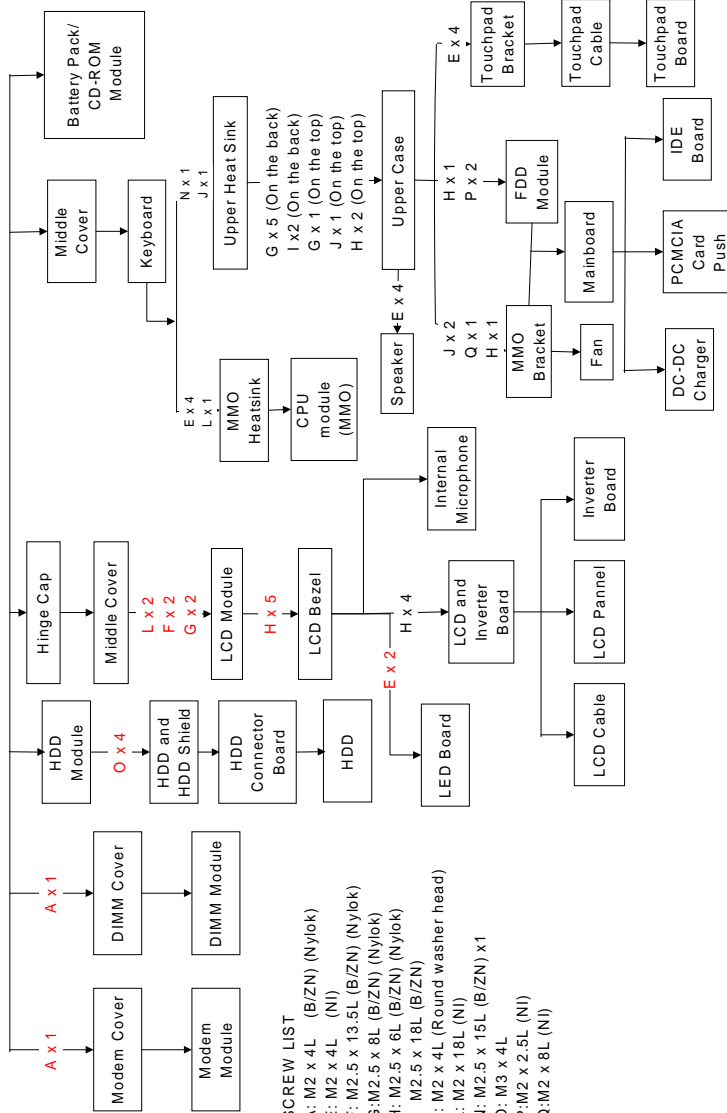 A x 1
Modem Cover
Modem
Module
A x 1
DIMM Cover
DIMM Module
HDD
Module
O x 4
HDD and
HDD Shield
HDD
Connector
Board
HDD
Hinge Cap
Middle Cover
L x 2
F x 2
G x 2
LCD Module
H x 5
LCD Bezel
E x 2
LED Board
H x 4
LCD and
Inverter
Board
Internal
Microphone
LCD Cable
LCD Pannel
Inverter
Board
Middle
Cover
Keyboard
E x 4
L x 1
MMO
Heatsink
CPU
module
(MMO)
N x 1
J x 1
Upper Heat Sink
G x 5 (On the back)
I x2 (On the back)
G x 1 (On the top)
J x 1 (On the top)
H x 2 (On the top)
Upper Case
E x 4
Speaker
J x 2
Q x 1
H x 1
MMO
Bracket
Fan
H x 1
P x 2
FDD
Module
Mainboard
DC-DC
Charger
PCMCIA
Card
Push
IDE
Board
E x 4
Touchpad
Bracket
Touchpad
Cable
Touchpad
Board
Battery Pack/
CD-ROM
Module
SCREW LIST
A: M2 x 4L (B/ZN) (Nylok)
E: M2 x 4L (NI)
F: M2.5 x 13.5L (B/ZN) (Nylok)
G:M2.5 x 8L (B/ZN) (Nylok)
H: M2.5 x 6L (B/ZN) (Nylok)
M2.5 x 18L (B/ZN)
: M2 x 4L (Round washer head)
L: M2 x 18L (NI)
N: M2.5 x 15L (B/ZN) x1
O: M3 x 4L
P:M2 x 2.5L (NI)
Q:M2 x 8L (NI)